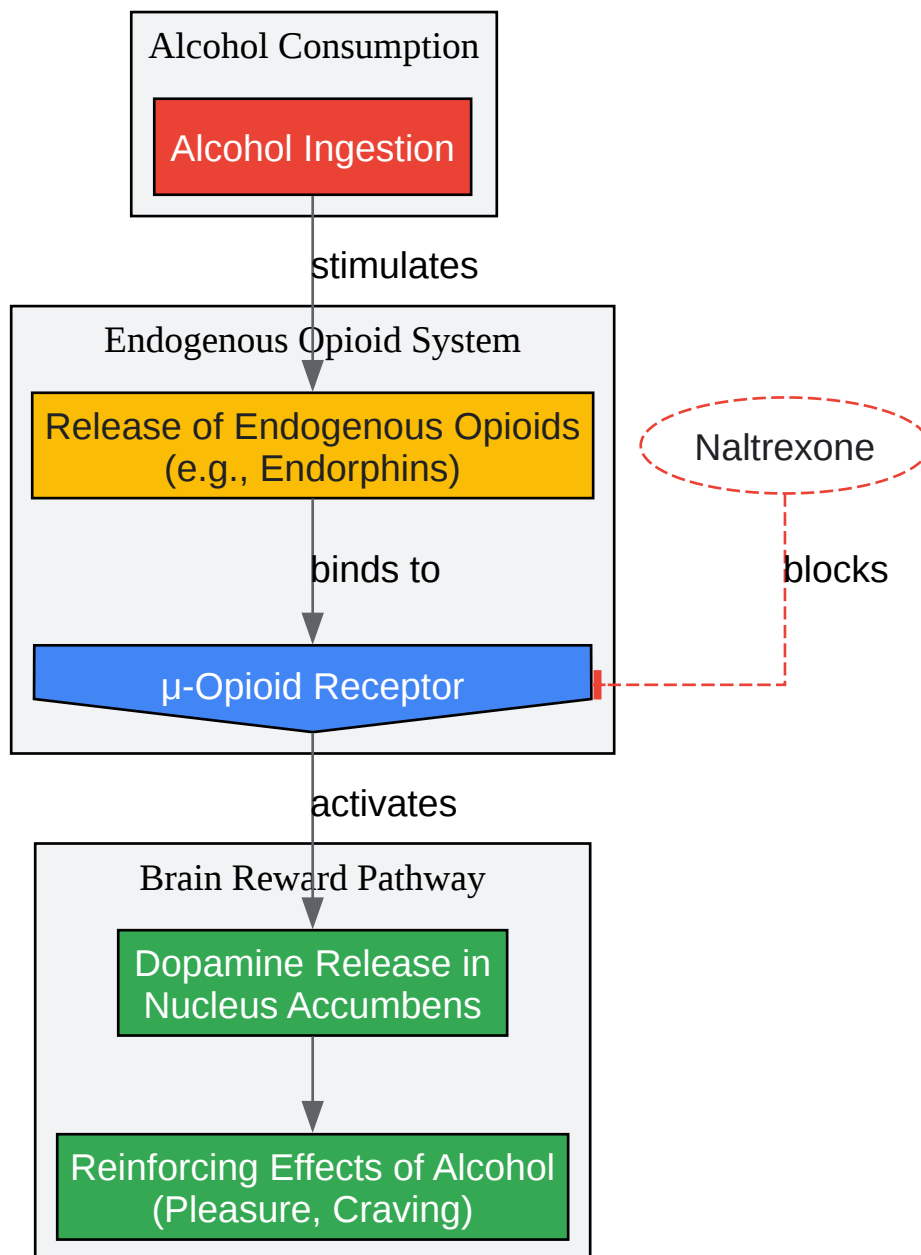 Alcohol Consumption
Alcohol Ingestion
stimulates
Endogenous Opioid System
Release of Endogenous Opioids
(e.g., Endorphins)
Naltrexone
binds to
blocks
μ-Opioid Receptor
activates
Brain Reward Pathway
Dopamine Release in
Nucleus Accumbens
Reinforcing Effects of Alcohol
(Pleasure, Craving)